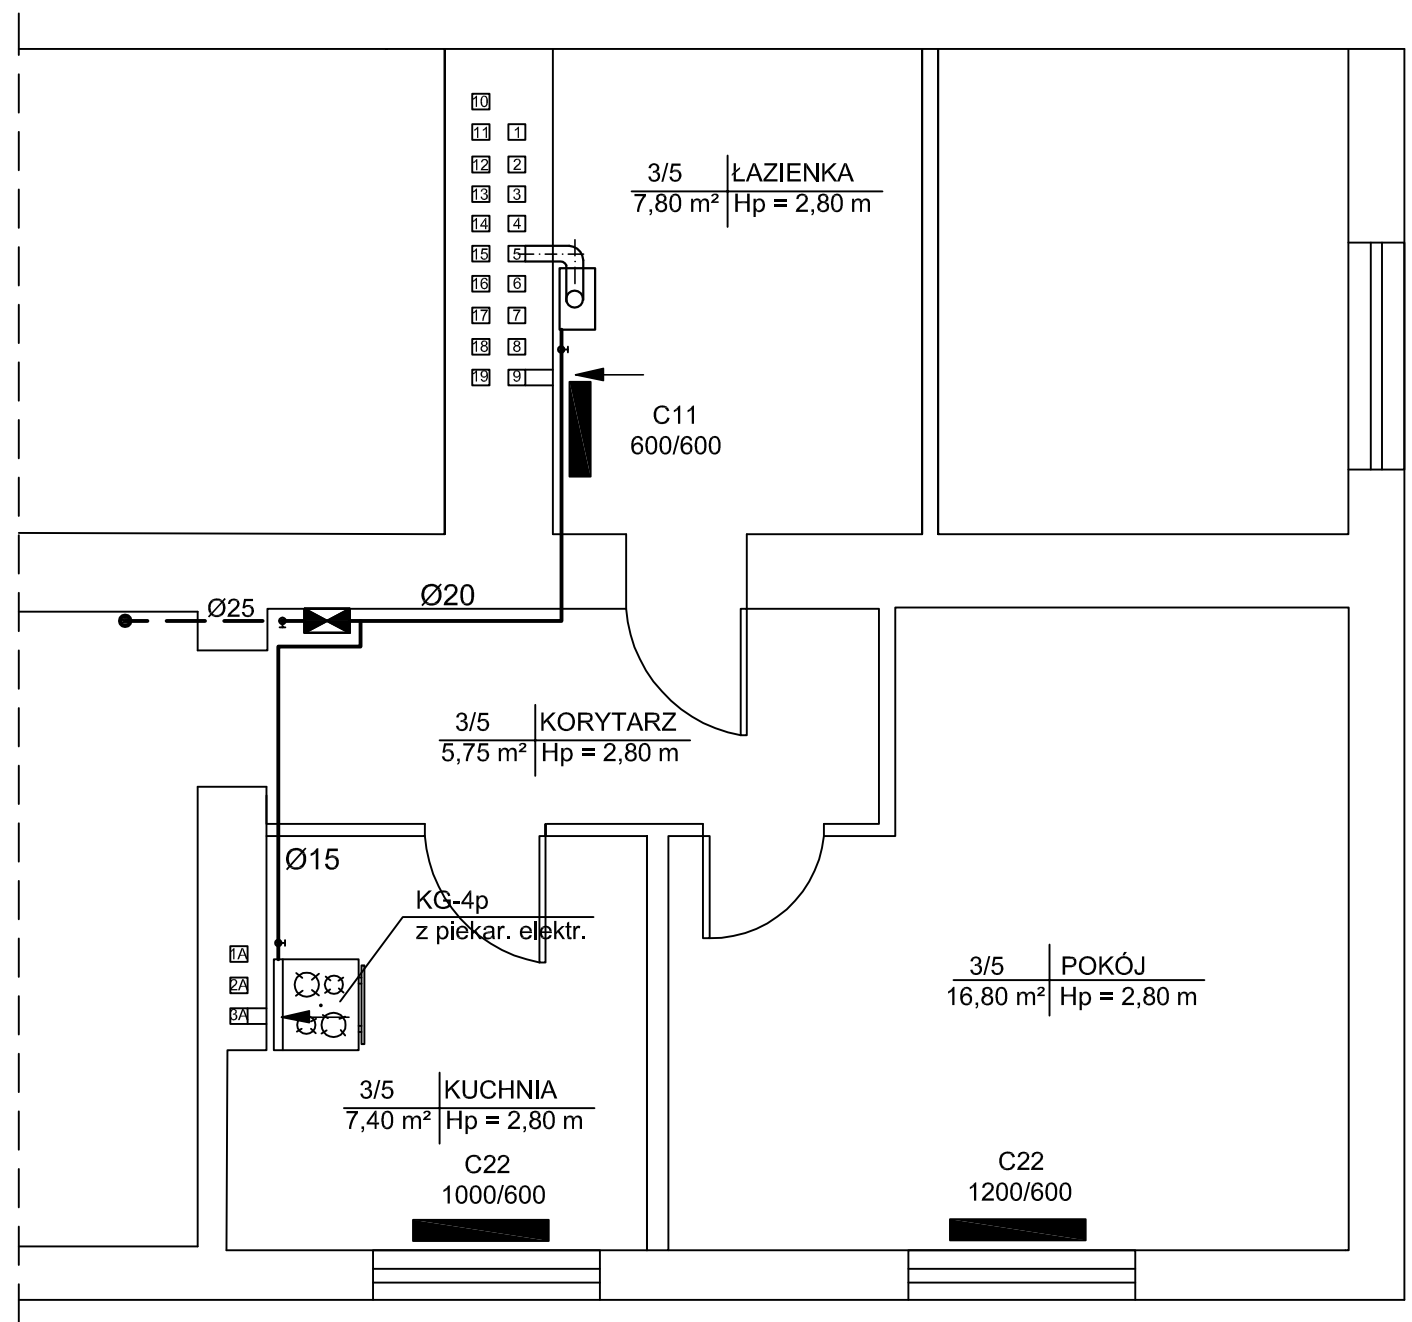 10
11 1
12 2
13 3
14 4
15 5
16 6
17 7
18 8
19 9
3/5 ŁAZIENKA
7,80 m² Hp = 2,80 m
C11
600/600
Ø25
Ø20
3/5 KORYTARZ
5,75 m² Hp = 2,80 m
Ø15
KG-4p
z piekar. elektr.
1A
2A
3A
3/5 POKÓJ
16,80 m² Hp = 2,80 m
3/5 KUCHNIA
7,40 m² Hp = 2,80 m
C22
1000/600
C22
1200/600